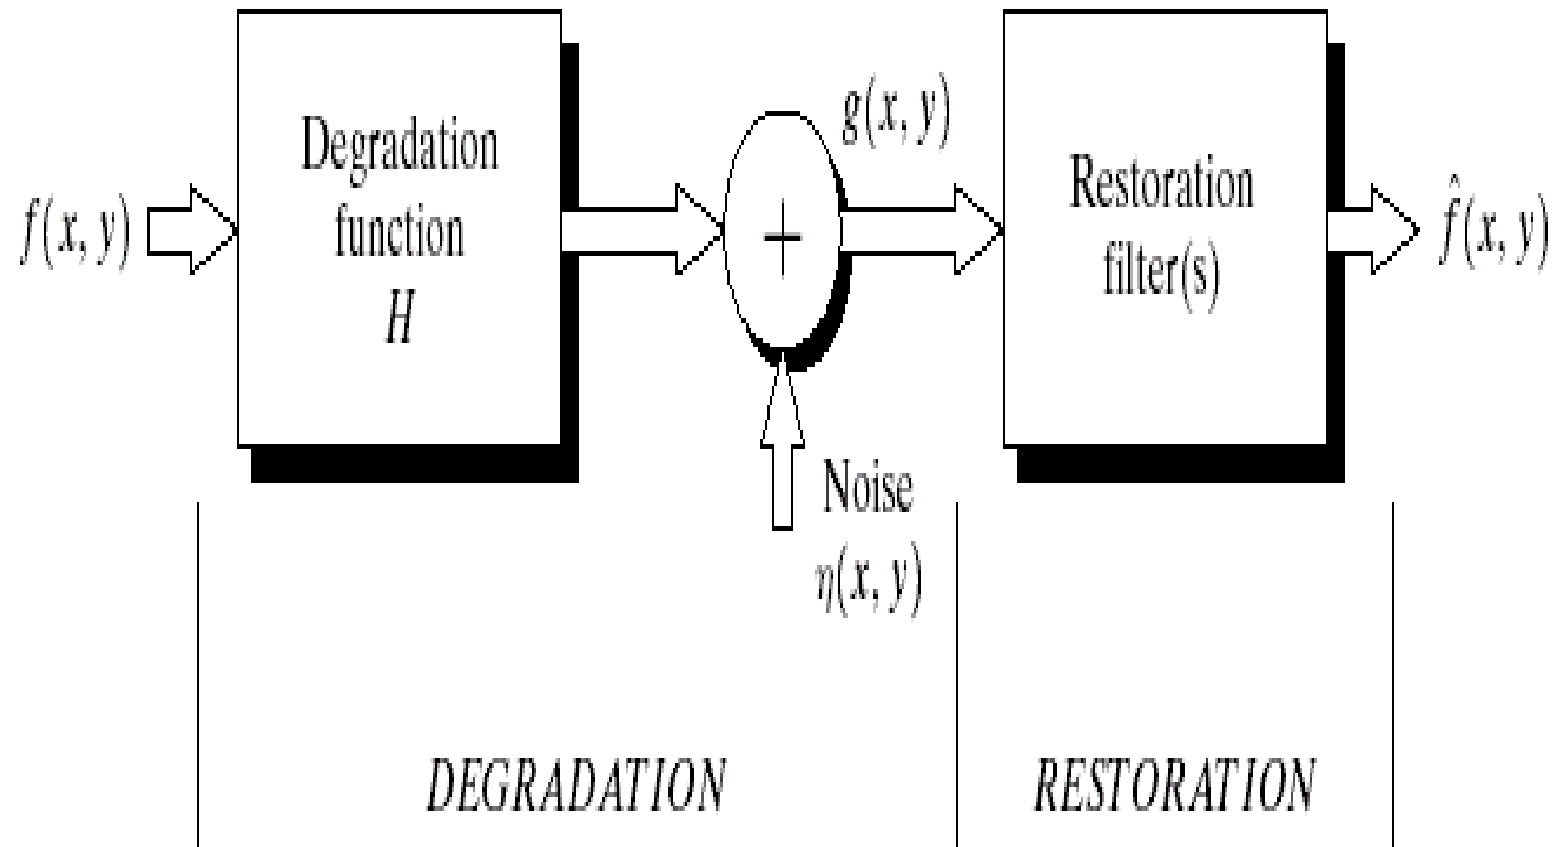 f(x, y)
Degradation
function
H
+
g(x, y)
Noise
η(x, y)
Restoration
filter(s)
f̂(x, y)
DEGRADATION
RESTORATION